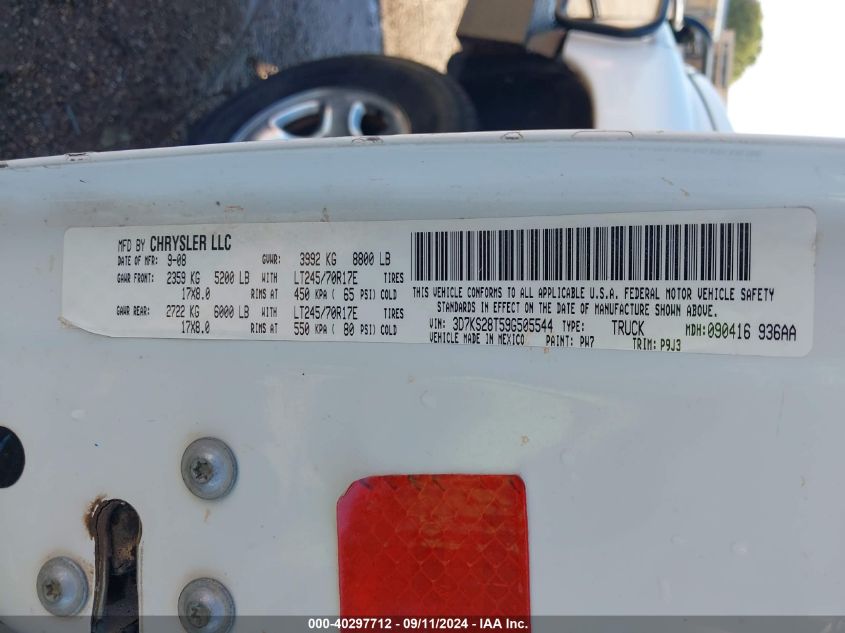 MFD BY CHRYSLER LLC
DATE OF MFR: 9-08 GVWR: 3992 KG 8800 LB
GAWR FRONT: 2359 KG 5200 LB WITH LT245/70R17E TIRES
17X8.0 RIMS AT 450 KPA ( 65 PSI) COLD
GAWR REAR: 2722 KG 6000 LB WITH LT245/70R17E TIRES
17X8.0 RIMS AT 550 KPA ( 80 PSI) COLD
THIS VEHICLE CONFORMS TO ALL APPLICABLE U.S.A. FEDERAL MOTOR VEHICLE SAFETY
STANDARDS IN EFFECT ON THE DATE OF MANUFACTURE SHOWN ABOVE.
VIN: 3D7KS28T59G505544 TYPE: TRUCK MDH: 090416 936AA
VEHICLE MADE IN MEXICO PAINT: PW7 TRIM: P9J3
000-40297712 - 09/11/2024 - IAA Inc.